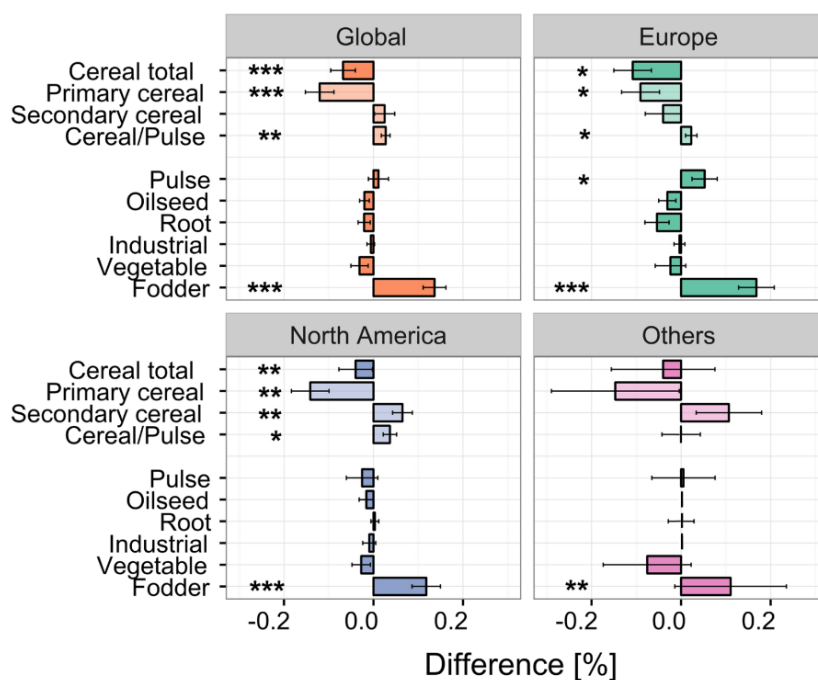 Global Europe
Cereal total *** *
Primary cereal *** *
Secondary cereal
Cereal/Pulse ** *
Pulse *
Oilseed
Root
Industrial
Vegetable
Fodder *** ***
North America Others
Cereal total **
Primary cereal **
Secondary cereal **
Cereal/Pulse *
Pulse
Oilseed
Root
Industrial
Vegetable
Fodder *** **
-0.2 0.0 0.2 -0.2 0.0 0.2
Difference [%]